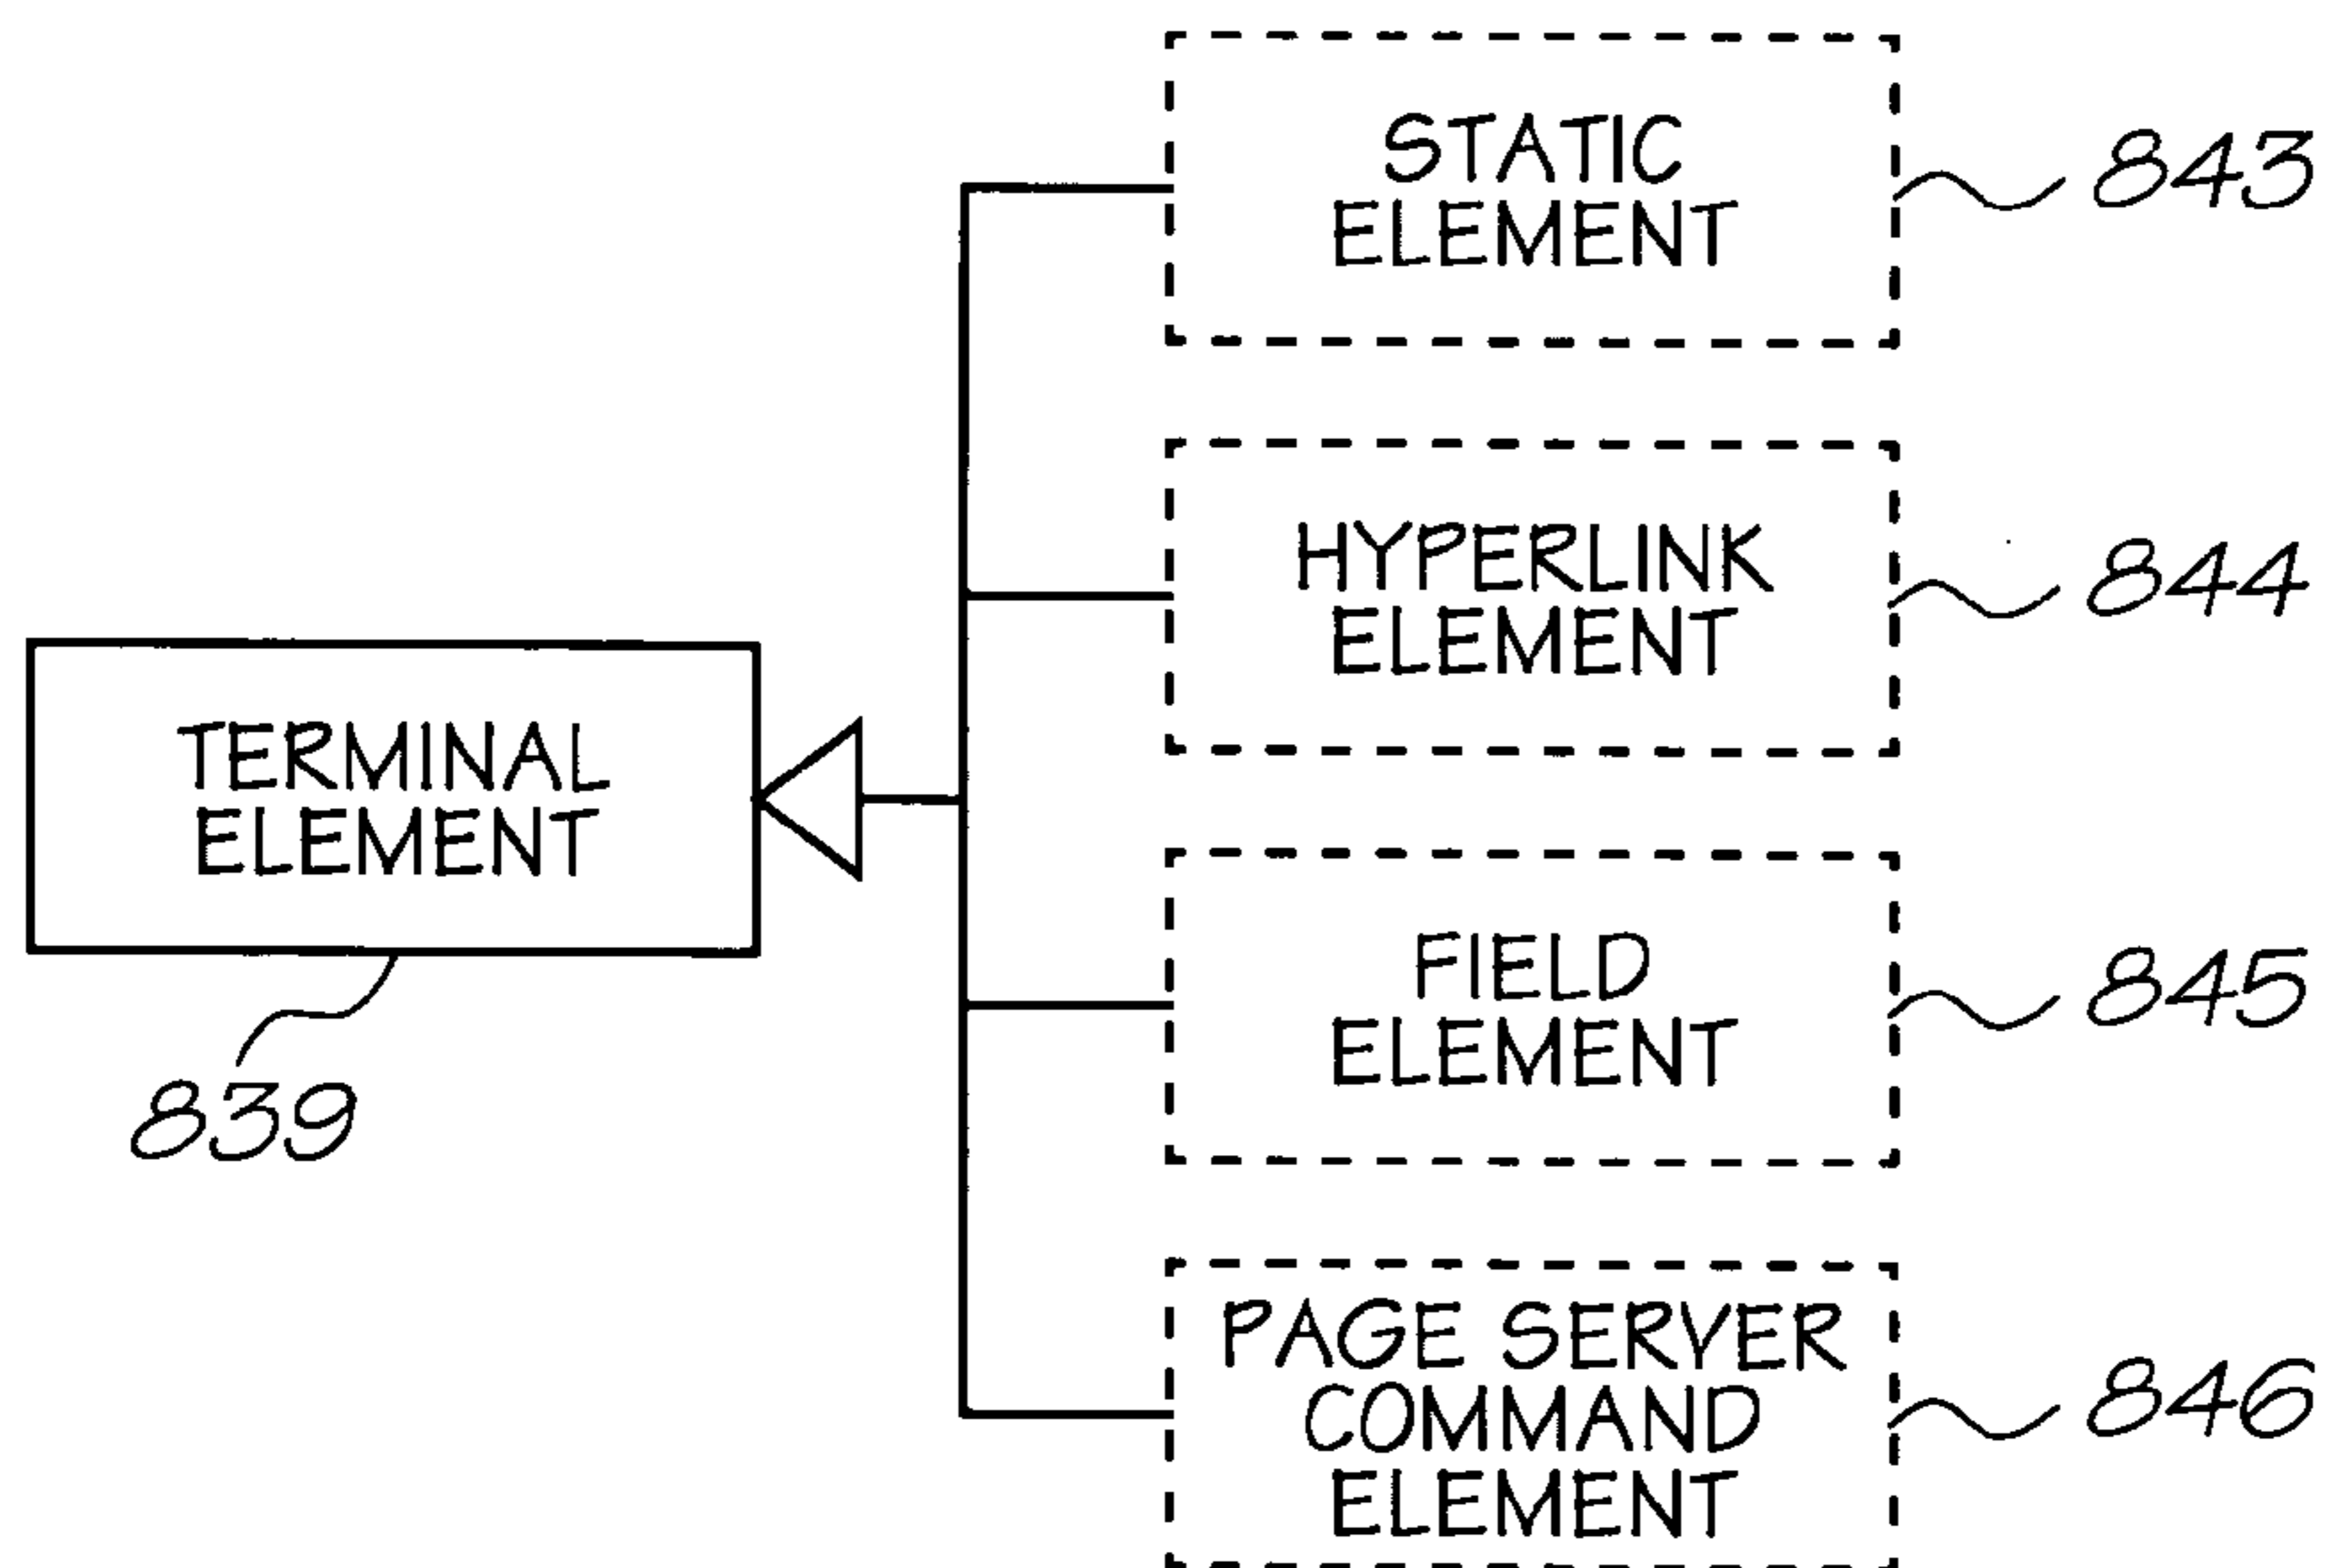 STATIC
ELEMENT
843
HYPERLINK
ELEMENT
844
TERMINAL
ELEMENT
839
FIELD
ELEMENT
845
PAGE SERVER
COMMAND
ELEMENT
846